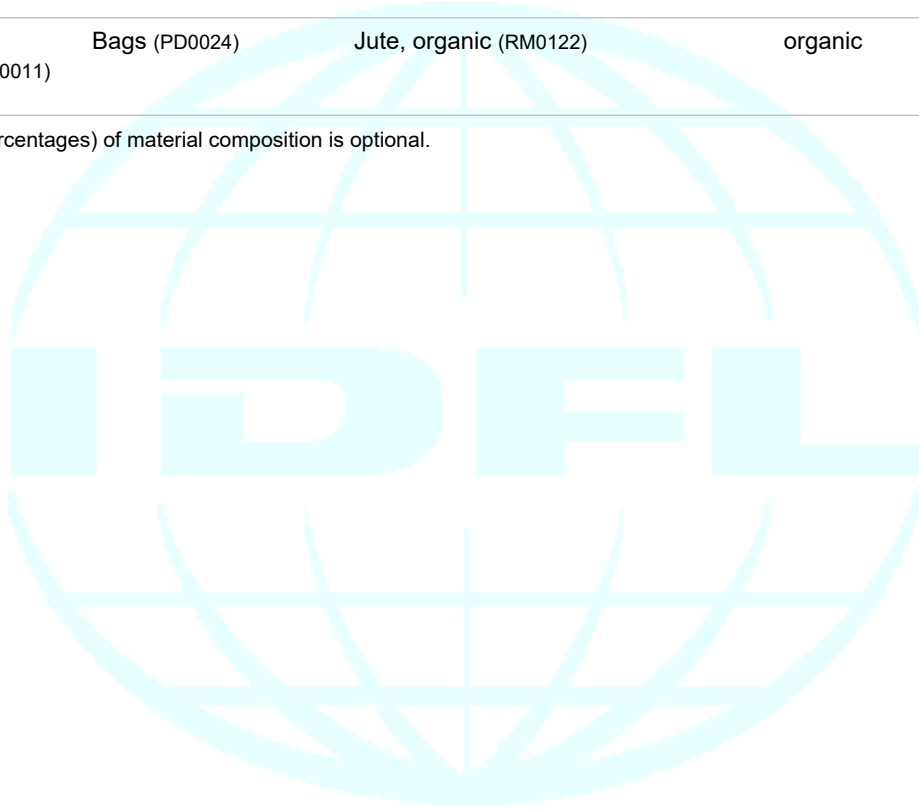 Bags (PD0024) Jute, organic (RM0122) organic
0011)
rcentages) of material composition is optional.
IDFL